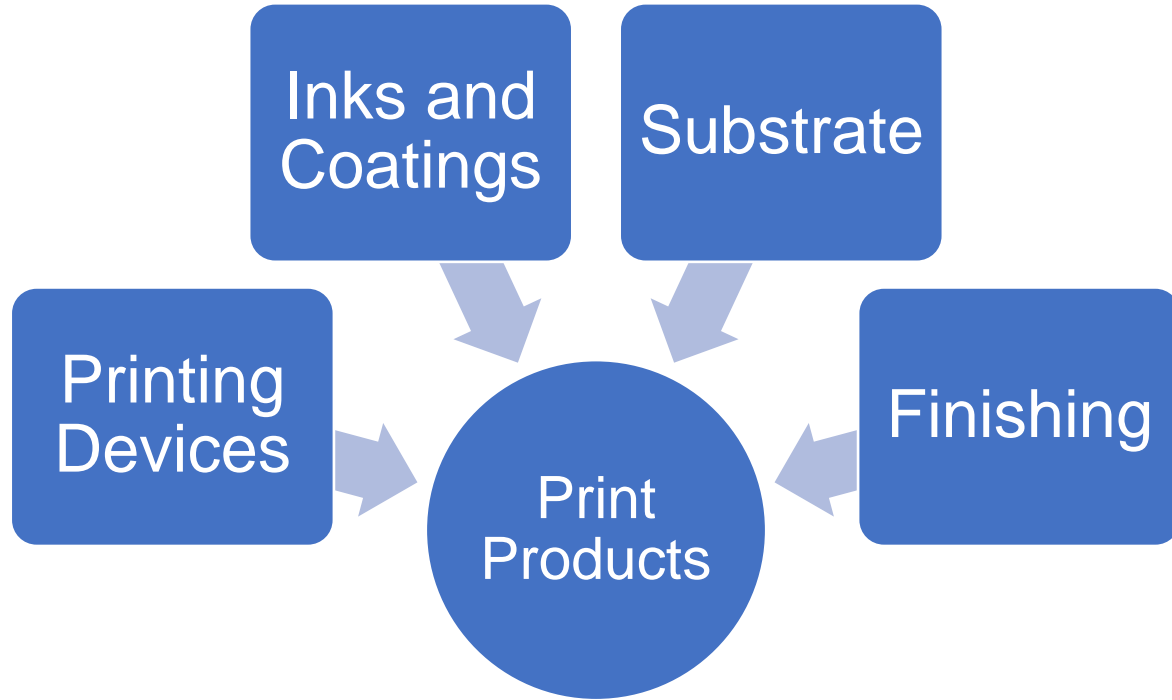 Inks and
Coatings
Substrate
Printing
Devices
Finishing
Print
Products